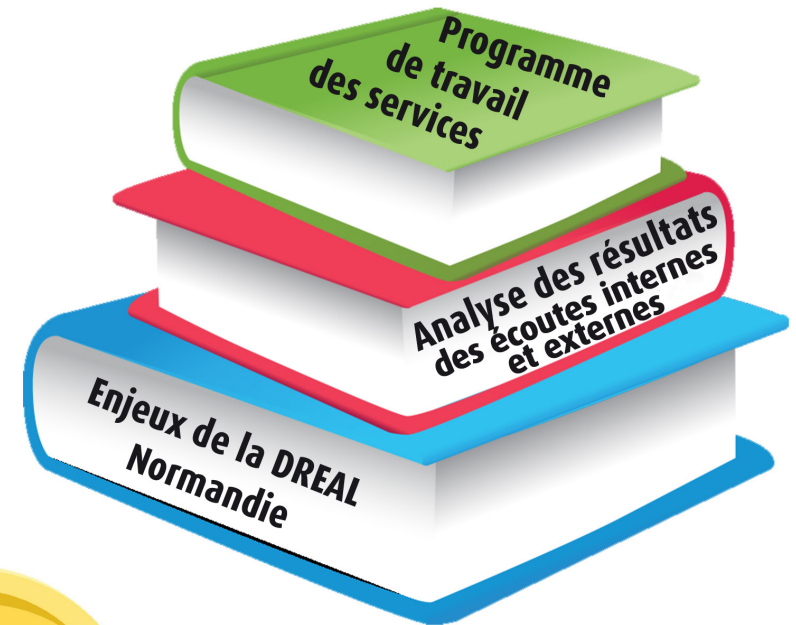 Programme
de travail
des services
Analyse des résultats
des écoutes internes
et externes
Enjeux de la DREAL
Normandie